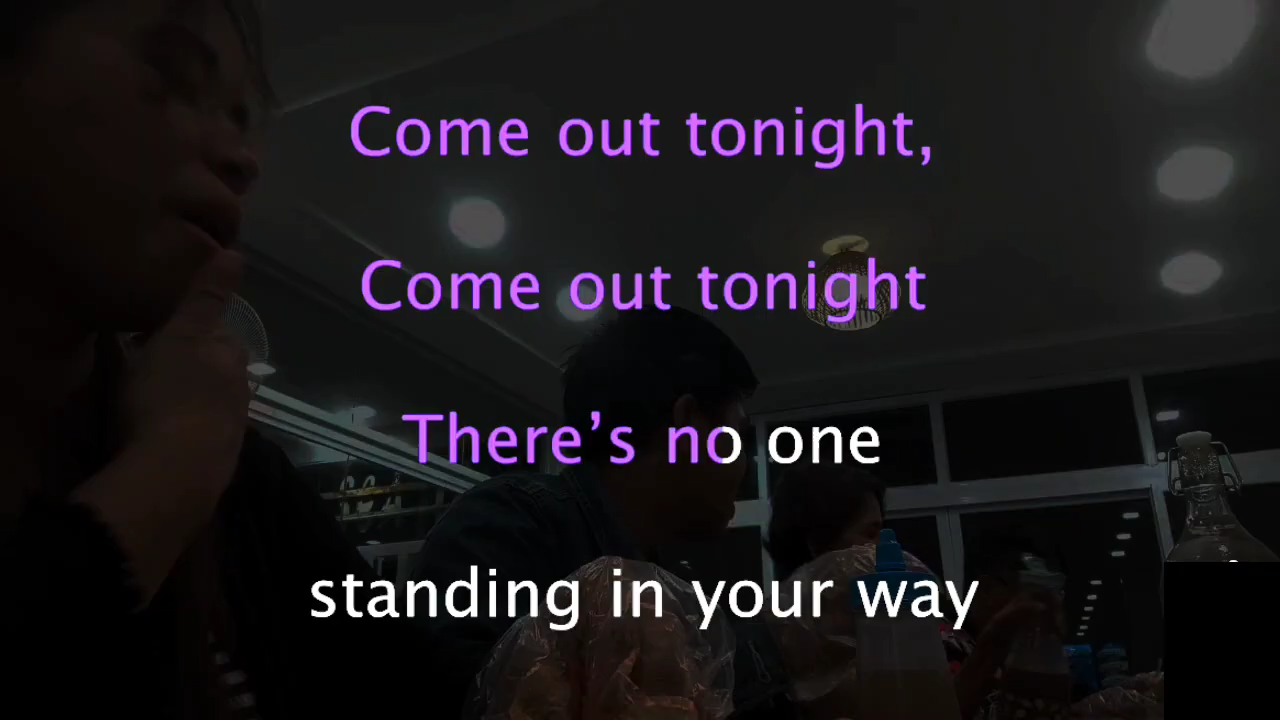 Come out tonight,
Come out tonight
There’s no one
standing in your way